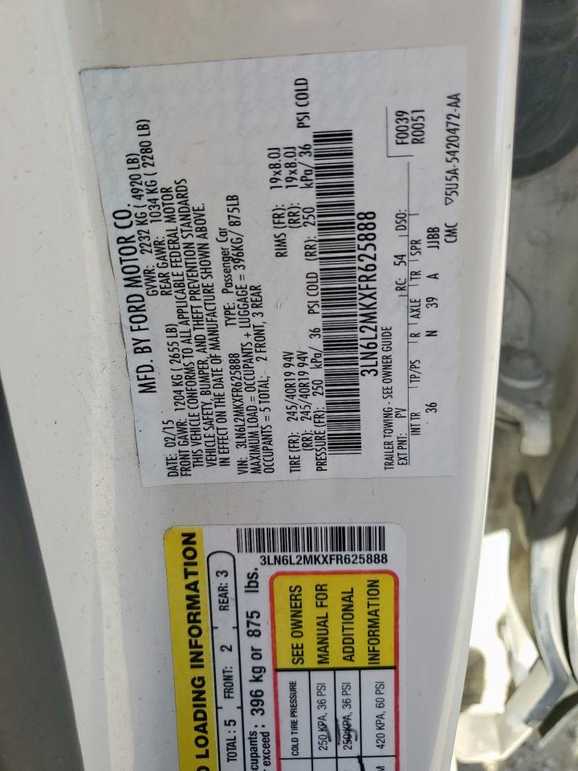 MFD. BY FORD MOTOR CO.
DATE: 02/15 GVWR: 2232 KG ( 4920 LB)
FRONT GAWR: 1204 KG ( 2655 LB) REAR GAWR: 1034 KG ( 2280 LB)
THIS VEHICLE CONFORMS TO ALL APPLICABLE FEDERAL MOTOR
VEHICLE SAFETY, BUMPER, AND THEFT PREVENTION STANDARDS
IN EFFECT ON THE DATE OF MANUFACTURE SHOWN ABOVE.
VIN: 3LN6L2MKXFR625888 TYPE: Passenger Car
MAXIMUM LOAD = OCCUPANTS + LUGGAGE = 396KG/ 875LB
OCCUPANTS = 5 TOTAL: 2 FRONT, 3 REAR
TIRE (FR): 245/40R19 94V RIMS (FR): 19x8.0J
(RR): 245/40R19 94V (RR): 19x8.0J
PRESSURE (FR): 250 kPa/ 36 PSI COLD (RR): 250 kPa/ 36 PSI COLD
3LN6L2MKXFR625888
TRAILER TOWING - SEE OWNER GUIDE
EXT PNT: PV RC: 54 DSO: F0039
R0051
INT TR TP/PS R AXLE TR SPR
36 N 39 A JJBB
CMC ▽5U5A-5420472-AA
LOADING INFORMATION
TOTAL: 5 FRONT: 2 REAR: 3
396 kg or 875 lbs.
3LN6L2MKXFR625888
COLD TIRE PRESSURE
250 KPA, 36 PSI
250 KPA, 36 PSI
420 KPA, 60 PSI
SEE OWNERS
MANUAL FOR
ADDITIONAL
INFORMATION